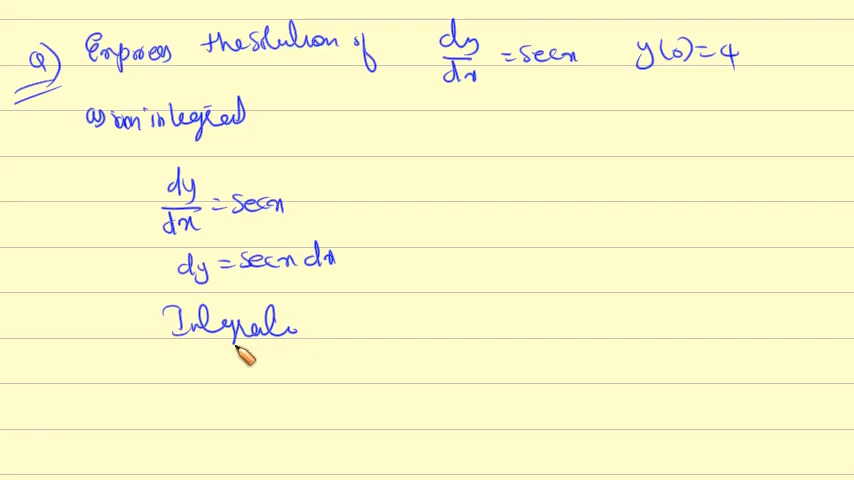 Q) Express the solution of dy/dx = secx y(0)=4
as an integral
dy/dx = secx
dy = secx dx
Integrate